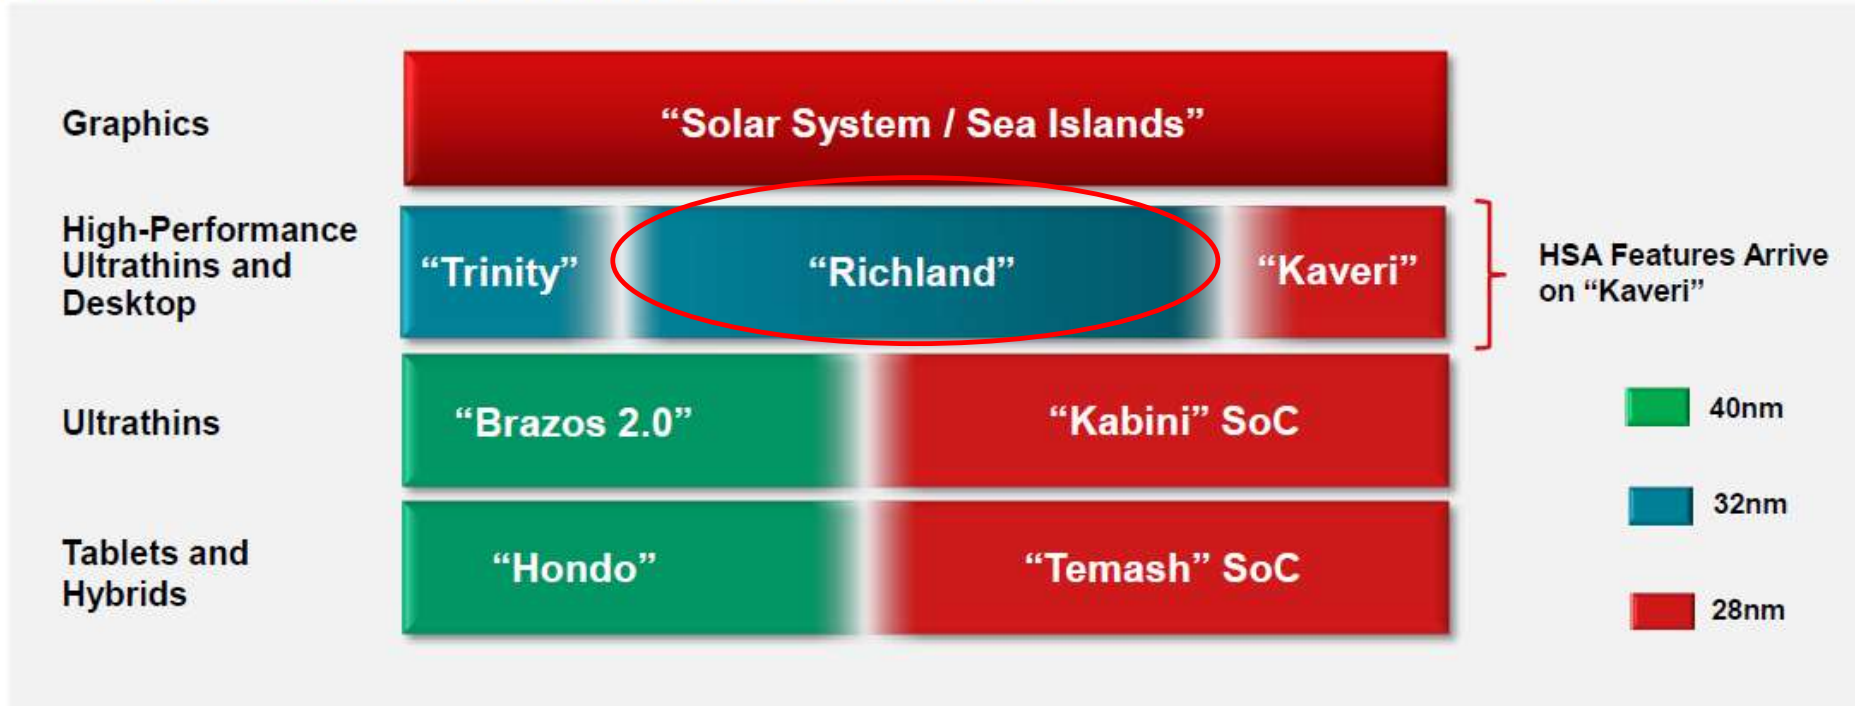 Graphics
“Solar System / Sea Islands”
High-Performance
Ultrathins and
Desktop
“Trinity”
“Richland”
“Kaveri”
HSA Features Arrive
on “Kaveri”
Ultrathins
“Brazos 2.0”
“Kabini” SoC
40nm
32nm
Tablets and
Hybrids
“Hondo”
“Temash” SoC
28nm